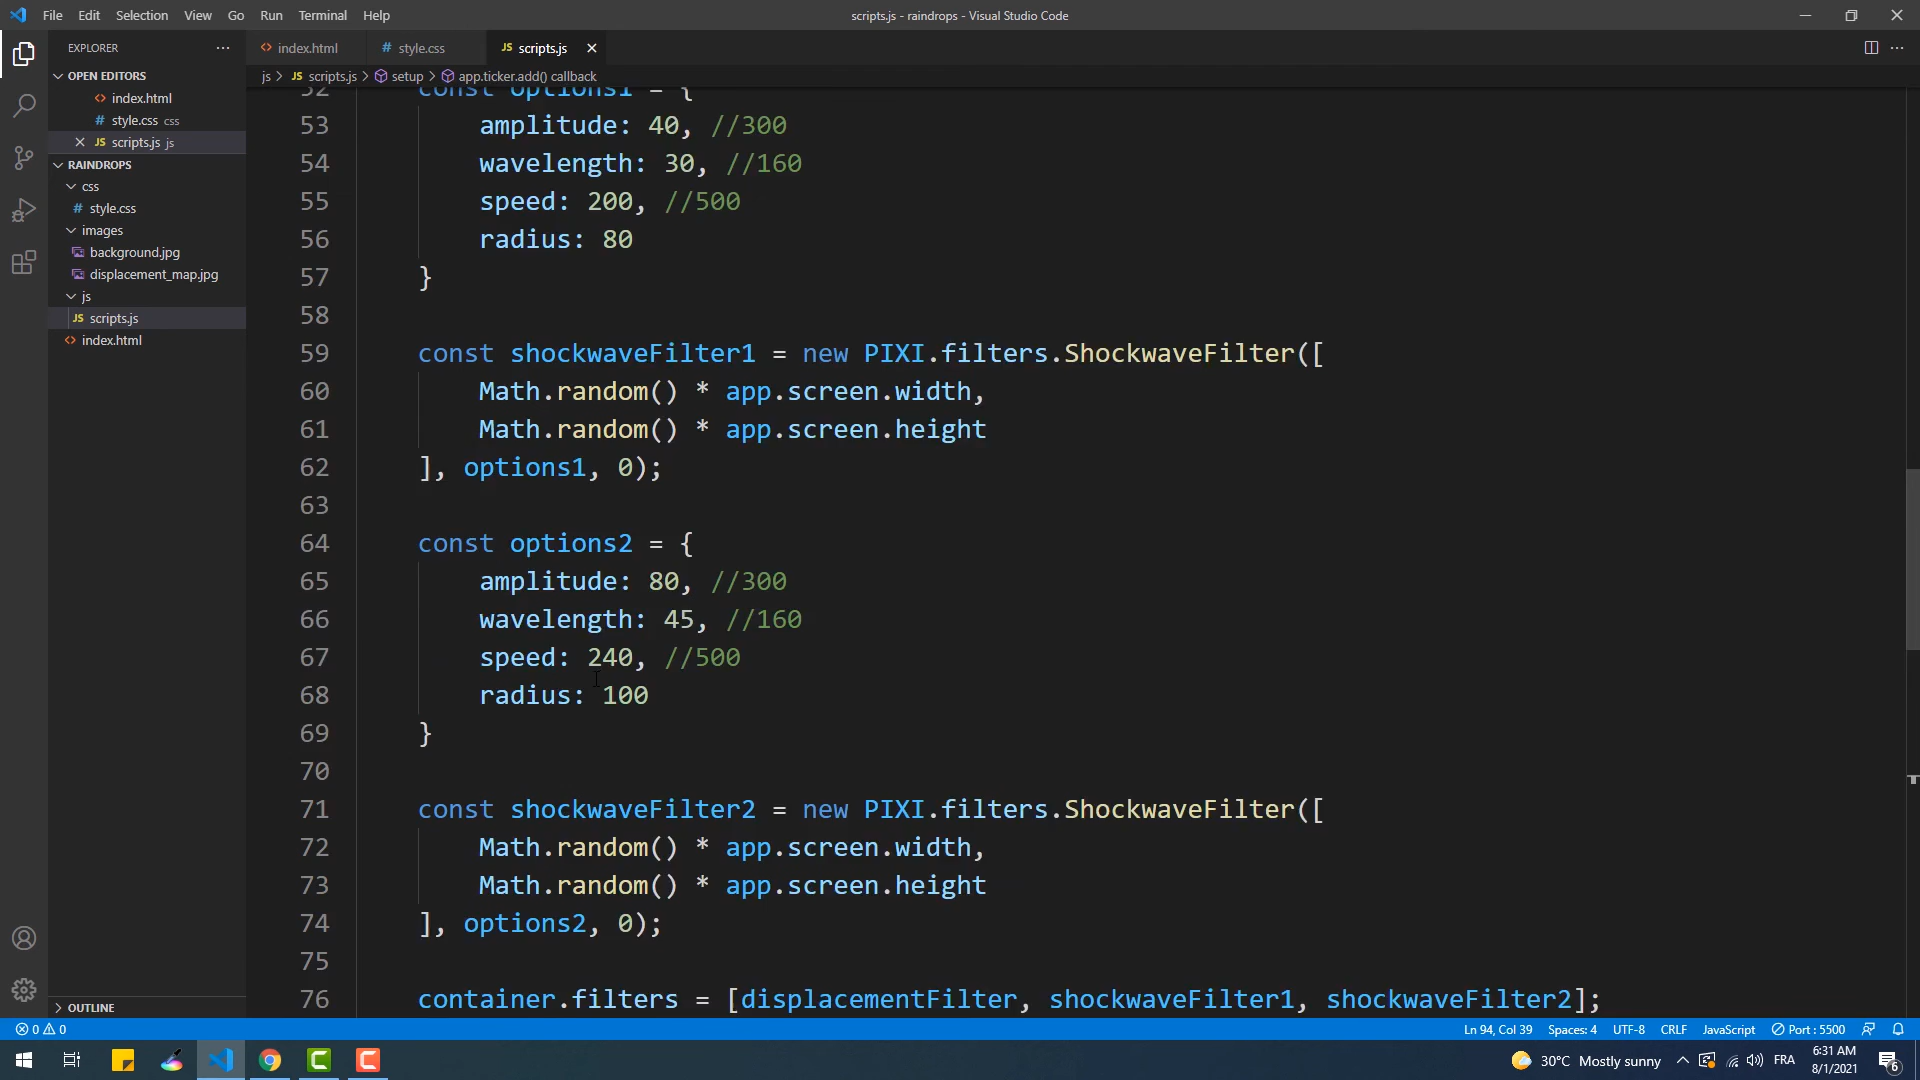 File Edit Selection View Go Run Terminal Help
scripts.js - raindrops - Visual Studio Code
EXPLORER
OPEN EDITORS
index.html
style.css css
scripts.js js
RAINDROPS
css
style.css
images
background.jpg
displacement_map.jpg
js
scripts.js
index.html
OUTLINE
index.html
style.css
JS scripts.js
js > JS scripts.js > setup > app.ticker.add() callback
52 const options1 = {
53 amplitude: 40, //300
54 wavelength: 30, //160
55 speed: 200, //500
56 radius: 80
57 }
58
59 const shockwaveFilter1 = new PIXI.filters.ShockwaveFilter([
60 Math.random() * app.screen.width,
61 Math.random() * app.screen.height
62 ], options1, 0);
63
64 const options2 = {
65 amplitude: 80, //300
66 wavelength: 45, //160
67 speed: 240, //500
68 radius: 100
69 }
70
71 const shockwaveFilter2 = new PIXI.filters.ShockwaveFilter([
72 Math.random() * app.screen.width,
73 Math.random() * app.screen.height
74 ], options2, 0);
75
76 container.filters = [displacementFilter, shockwaveFilter1, shockwaveFilter2];
0 0
Ln 94, Col 39 Spaces: 4 UTF-8 CRLF JavaScript Port : 5500
30°C Mostly sunny FRA
6:31 AM
8/1/2021
6